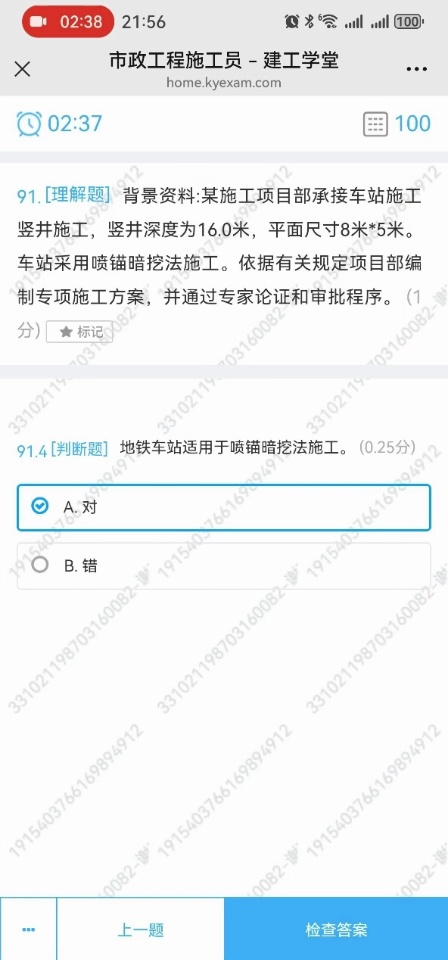 02:38 21:56 6 100
市政工程施工员 - 建工学堂
home.kyexam.com
02:37 100
91. [理解题] 背景资料:某施工项目部承接车站施工
竖井施工，竖井深度为16.0米，平面尺寸8米*5米。
车站采用喷锚暗挖法施工。依据有关规定项目部编
制专项施工方案，并通过专家论证和审批程序。 (1
分) ★ 标记
91.4 [判断题] 地铁车站适用于喷锚暗挖法施工。 (0.25分)
A. 对
B. 错
1915403766169894912
331021198703160082
上一题 检查答案